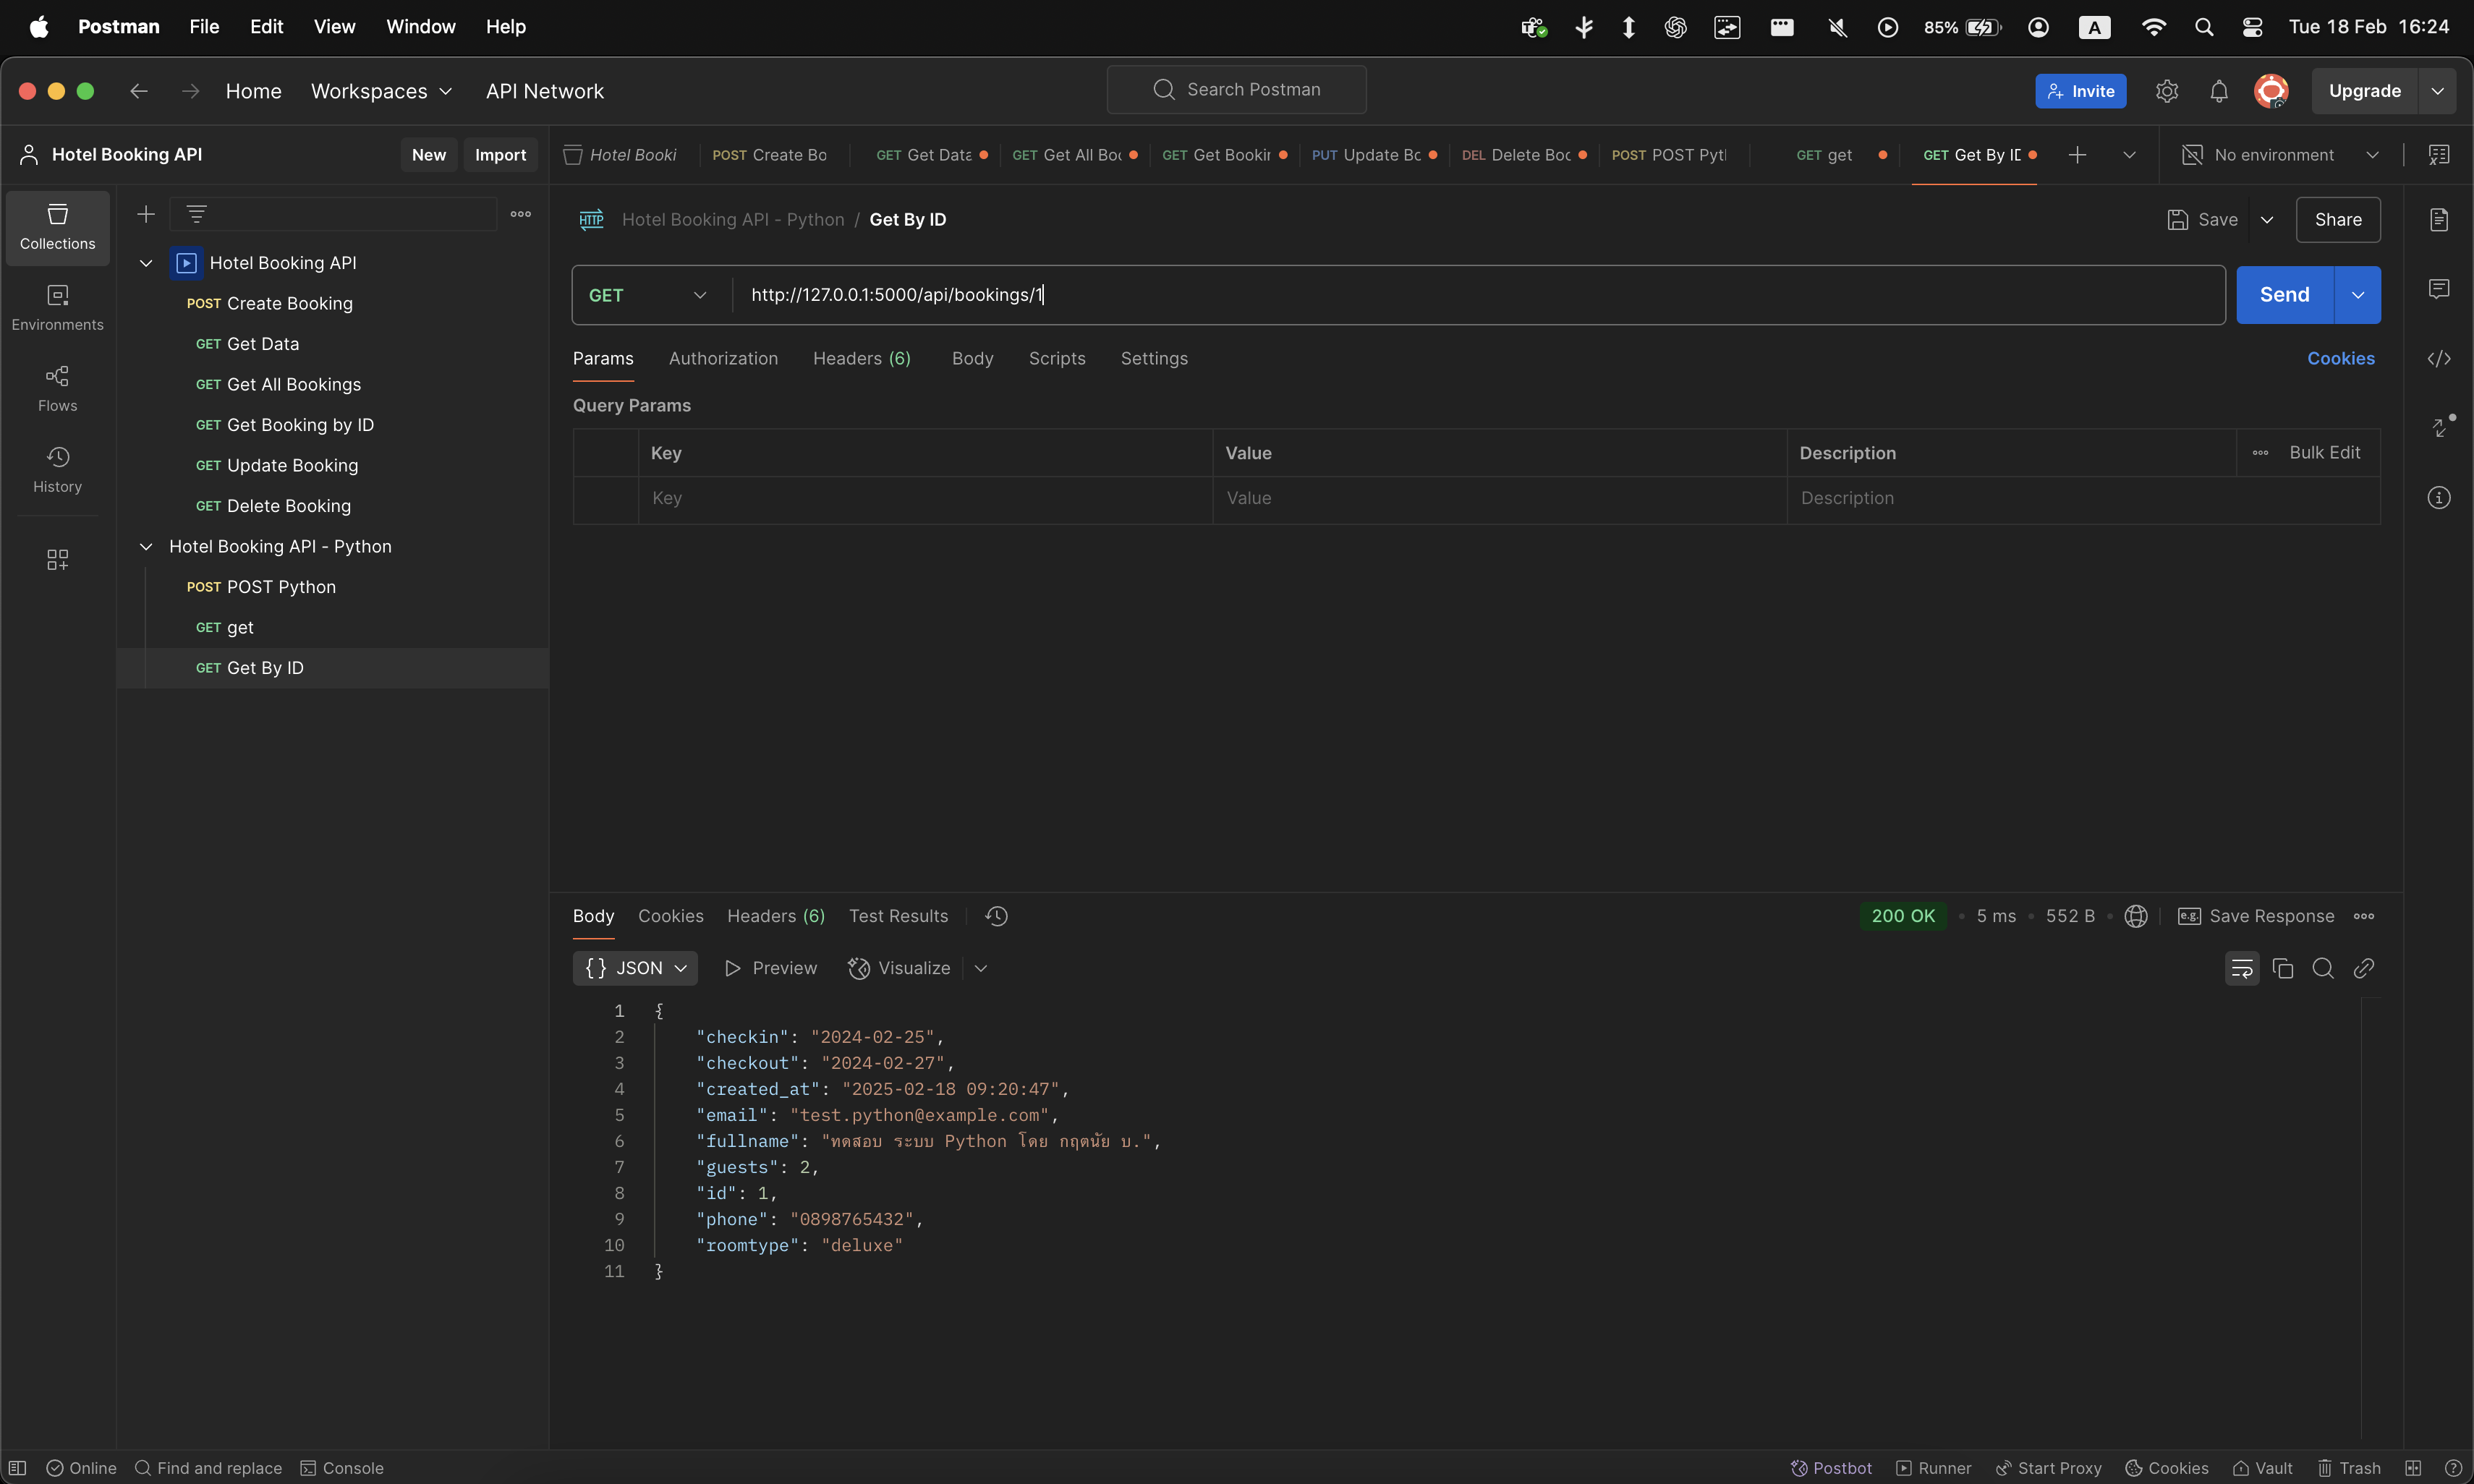 Postman File Edit View Window Help 85% A Tue 18 Feb 16:24
Home Workspaces API Network Search Postman Invite Upgrade
Hotel Booking API New Import
Hotel Booki POST Create Bo GET Get Data GET Get All Boo GET Get Bookin PUT Update Bo DEL Delete Boo POST POST Pyt GET get GET Get By ID No environment
Collections
Environments
Flows
History
Hotel Booking API
POST Create Booking
GET Get Data
GET Get All Bookings
GET Get Booking by ID
GET Update Booking
GET Delete Booking
Hotel Booking API - Python
POST POST Python
GET get
GET Get By ID
HTTP Hotel Booking API - Python / Get By ID Save Share
GET http://127.0.0.1:5000/api/bookings/1 Send
Params Authorization Headers (6) Body Scripts Settings Cookies
Query Params
Key Value Description Bulk Edit
Key Value Description
Body Cookies Headers (6) Test Results 200 OK 5 ms 552 B e.g. Save Response
{} JSON Preview Visualize
1 {
2 "checkin": "2024-02-25",
3 "checkout": "2024-02-27",
4 "created_at": "2025-02-18 09:20:47",
5 "email": "test.python@example.com",
6 "fullname": "ทดสอบ ระบบ Python โดย กฤตนัย บ.",
7 "guests": 2,
8 "id": 1,
9 "phone": "0898765432",
10 "roomtype": "deluxe"
11 }
Online Find and replace Console Postbot Runner Start Proxy Cookies Vault Trash